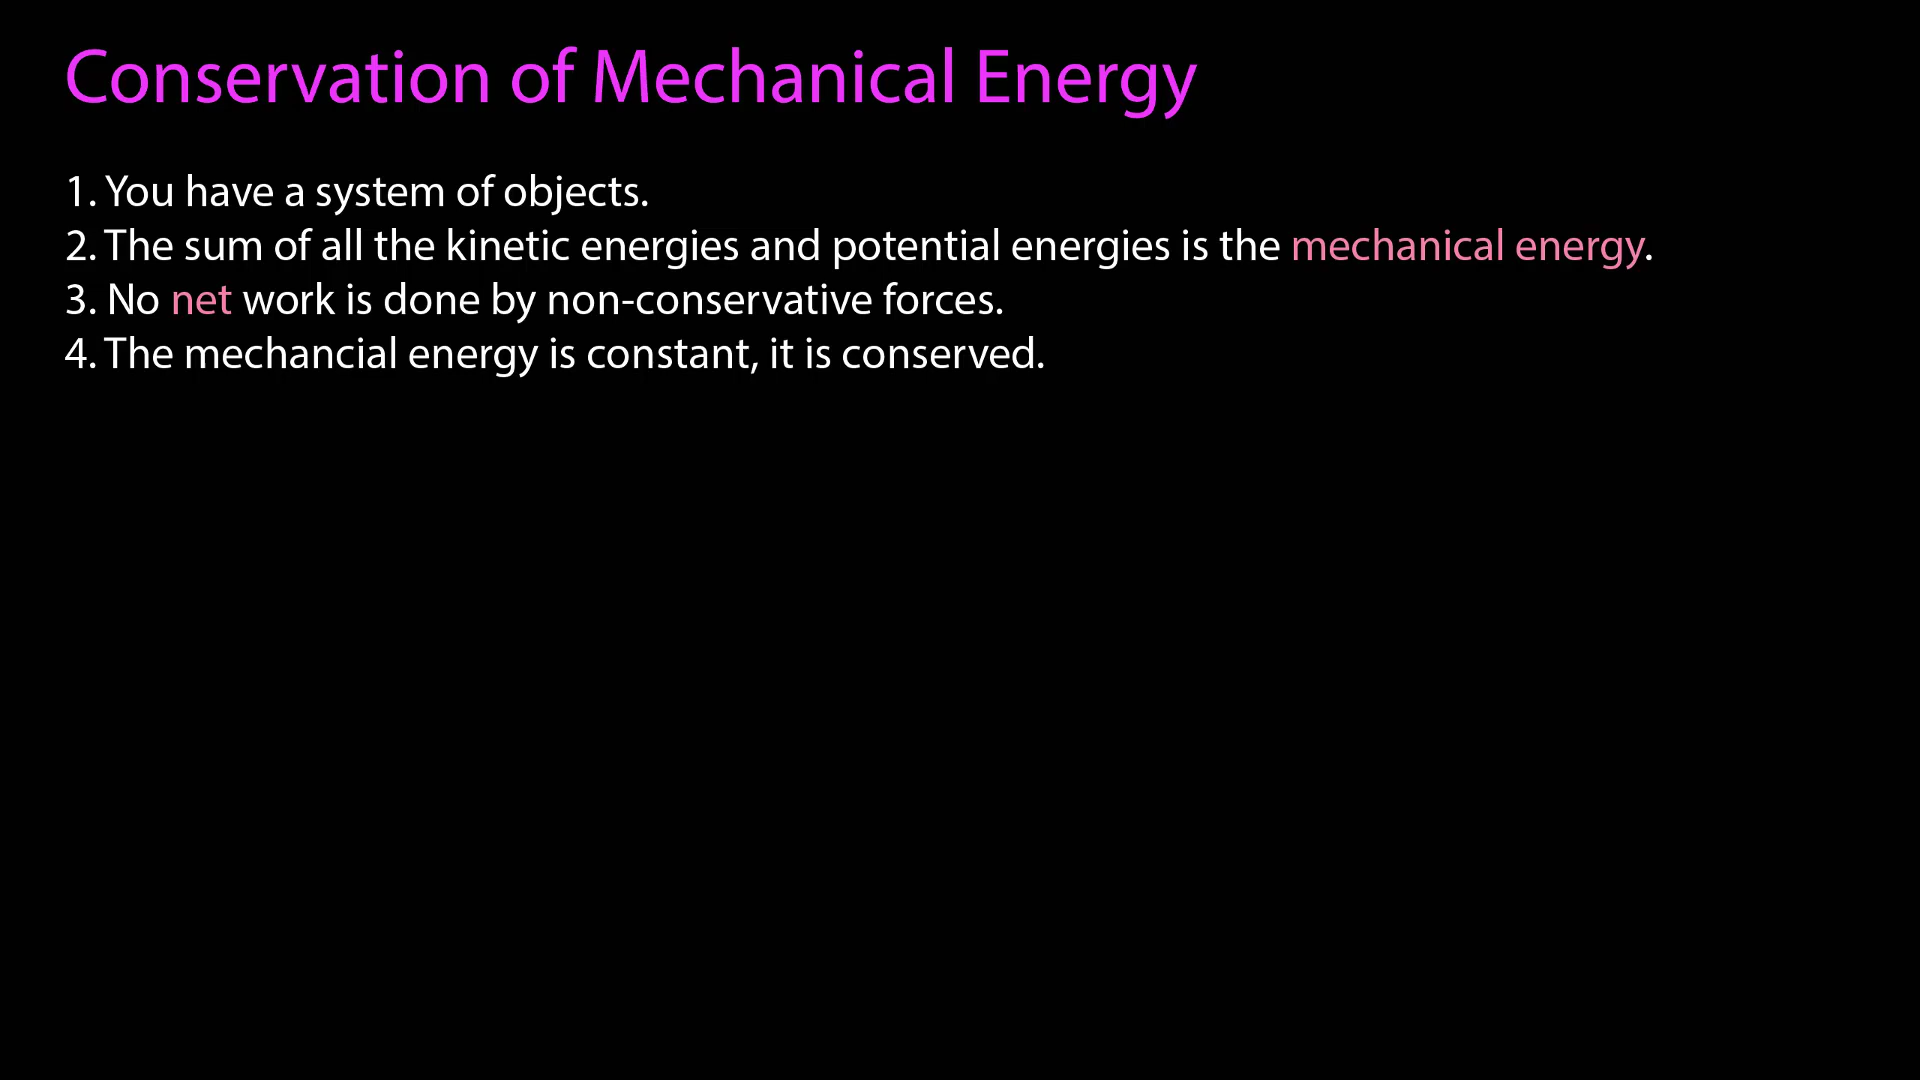 Conservation of Mechanical Energy
1. You have a system of objects.
2. The sum of all the kinetic energies and potential energies is the mechanical energy.
3. No net work is done by non-conservative forces.
4. The mechancial energy is constant, it is conserved.